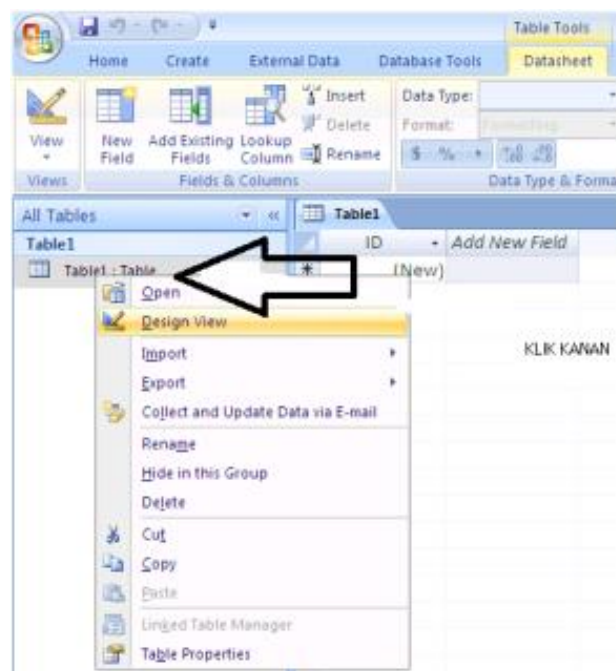 Table Tools
Home Create External Data Database Tools Datasheet
View New Field Add Existing Fields Lookup Column Insert Delete Rename
Data Type:
Format: Formatting
$ %
Views Fields & Columns Data Type & Forma
All Tables Table1
Table1 ID Add New Field
Table1 : Table * (New)
Open
Design View
KLIK KANAN
Import
Export
Collect and Update Data via E-mail
Rename
Hide in this Group
Delete
Cut
Copy
Paste
Linked Table Manager
Table Properties